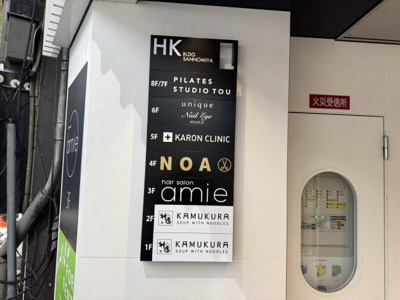 HK BLDG SANNOMIYA
8F/7F PILATES STUDIO TOU
6F unique Nail Eye
5F KARON CLINIC
4F NOA
3F hair salon amie
2F KAMUKURA SOUP WITH NOODLES
1F KAMUKURA SOUP WITH NOODLES
火災受信所
amie